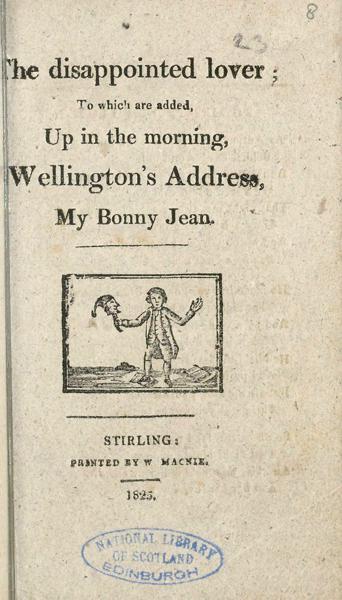 8
23
The disappointed lover;
To which are added,
Up in the morning,
Wellington's Address,
My Bonny Jean.
STIRLING:
PRINTED BY W MACNIE.
1825.
NATIONAL LIBRARY
OF SCOTLAND
EDINBURGH